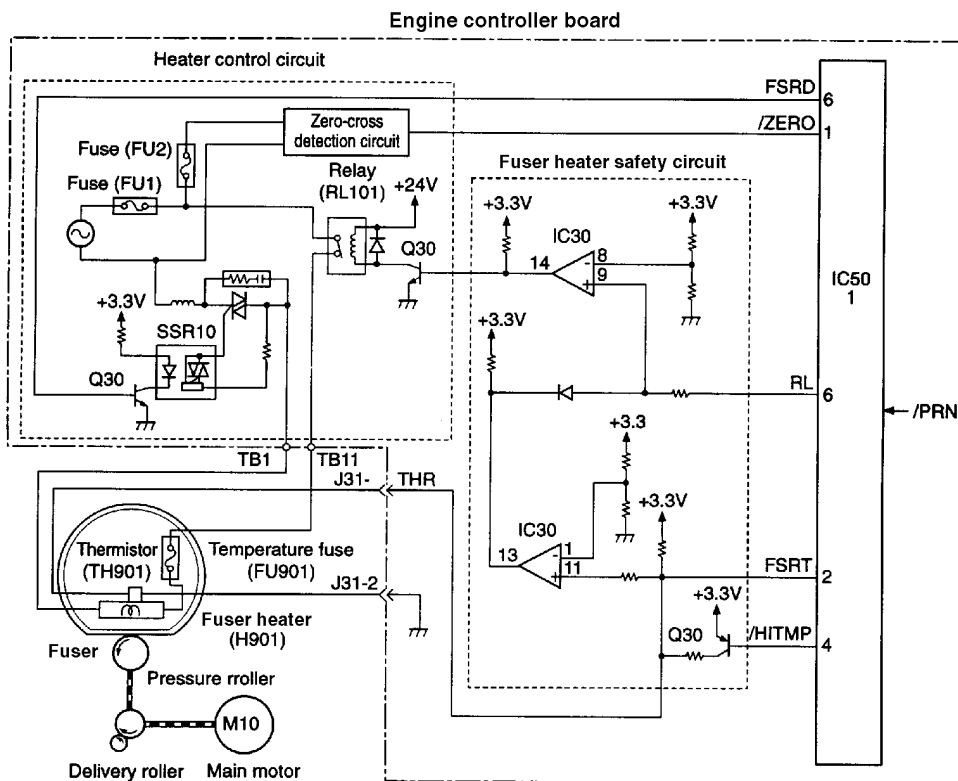 Engine controller board
Heater control circuit
FSRD
6
/ZERO
1
Zero-cross
detection circuit
Fuse (FU2)
Fuse (FU1)
Relay
(RL101)
+24V
Fuser heater safety circuit
+3.3V
+3.3V
IC30
Q30
14
8
-
9
+
IC50
1
+3.3V
SSR10
+3.3V
Q30
RL
6
/PRN
+3.3
TB1
TB11
J31-
THR
+3.3V
IC30
13
1
-
11
+
FSRT
2
Thermistor
(TH901)
Temperature fuse
(FU901)
J31-2
+3.3V
Fuser heater
(H901)
Q30
/HITMP
4
Fuser
Pressure rroller
M10
Delivery roller
Main motor